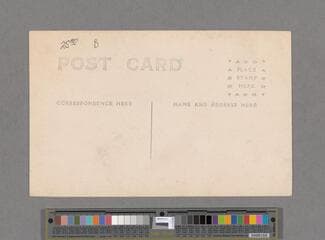 B
POST CARD
PLACE
STAMP
HERE
CORRESPONDENCE HERE
NAME AND ADDRESS HERE